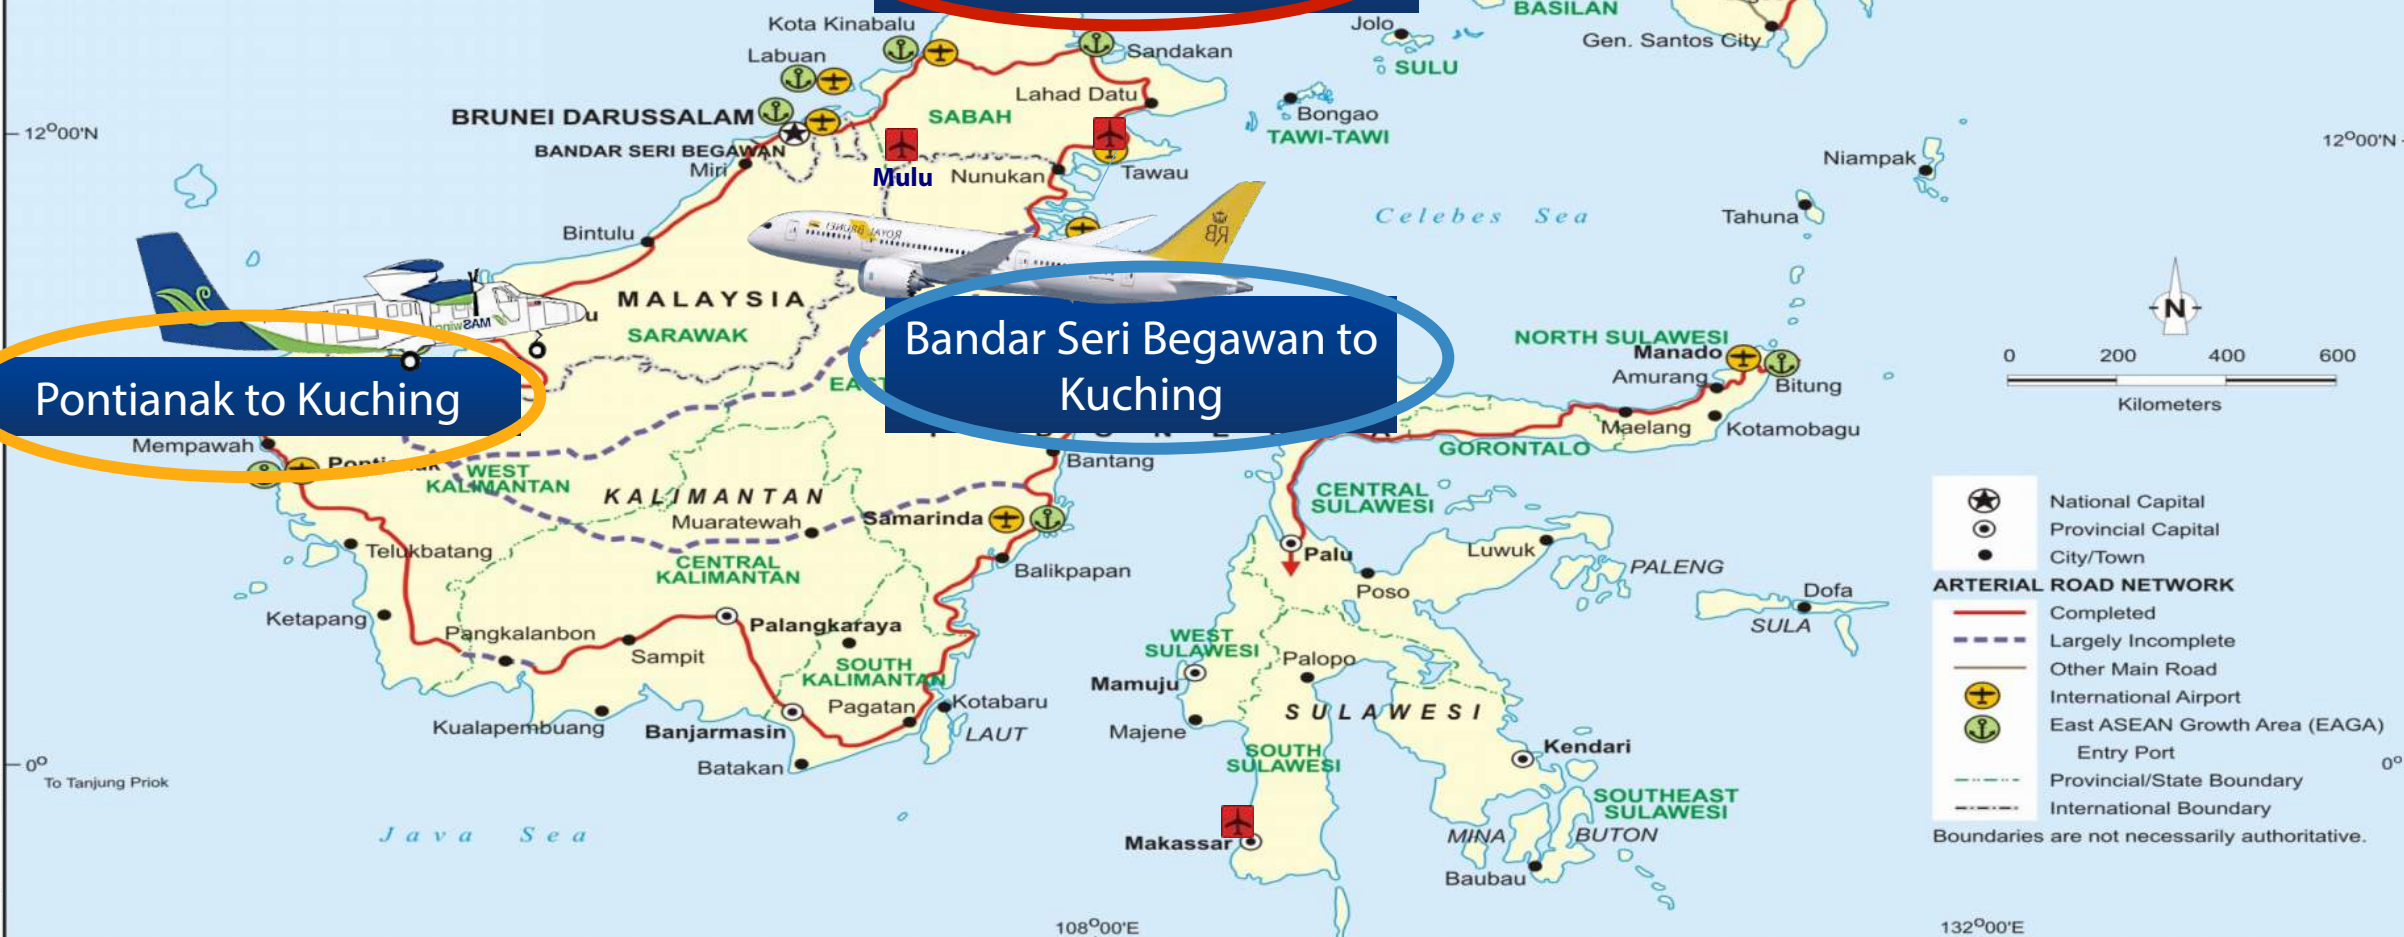 BASILAN
Kota Kinabalu
Jolo
Gen. Santos City
Labuan
Sandakan
SULU
Lahad Datu
BRUNEI DARUSSALAM
SABAH
Bongao
12°00'N
TAWI-TAWI
12°00'N
BANDAR SERI BEGAWAN
Miri
Mulu
Nunukan
Tawau
Niampak
Celebes Sea
Tahuna
Bintulu
ROYAL BRUNEI
RB
MALAYSIA
SARAWAK
MASwings
N
NORTH SULAWESI
Manado
Amurang
Bitung
0 200 400 600
Kilometers
Bandar Seri Begawan to
Kuching
Pontianak to Kuching
Mempawah
Maelang
Kotamobagu
GORONTALO
Pontianak
WEST
KALIMANTAN
Bantang
KALIMANTAN
Muaratewah
Samarinda
CENTRAL
SULAWESI
National Capital
Provincial Capital
City/Town
Telukbatang
CENTRAL
KALIMANTAN
Balikpapan
Palu
Luwuk
Poso
PALENG
Dofa
SULA
ARTERIAL ROAD NETWORK
Completed
Largely Incomplete
Other Main Road
International Airport
East ASEAN Growth Area (EAGA)
Entry Port
Provincial/State Boundary
International Boundary
Boundaries are not necessarily authoritative.
Ketapang
Pangkalanbon
Sampit
Palangkaraya
SOUTH
KALIMANTAN
WEST
SULAWESI
Palopo
Mamuju
Kualapembuang
Banjarmasin
Pagatan
Kotabaru
LAUT
Majene
SULAWESI
Kendari
Batakan
SOUTH
SULAWESI
0°
0°
To Tanjung Priok
SOUTHEAST
SULAWESI
Java Sea
Makassar
MINA
BUTON
Baubau
108°00'E
132°00'E